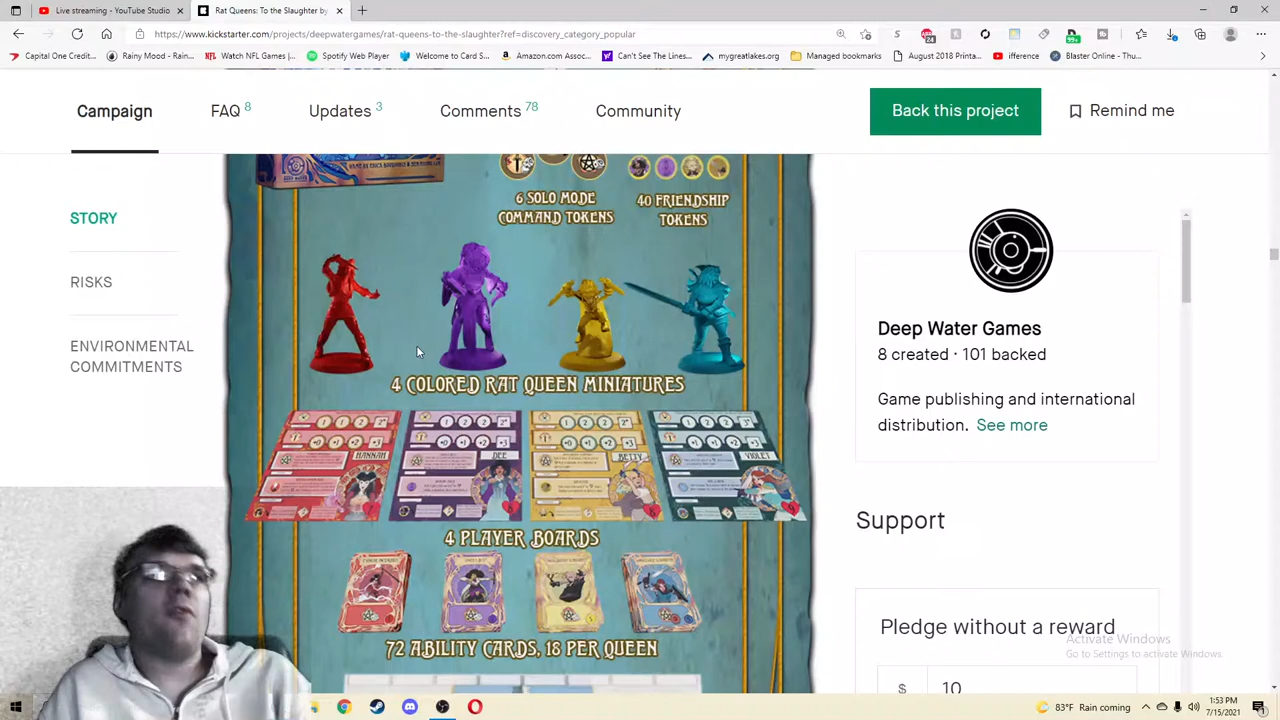 Live streaming - YouTube Studio
Rat Queens: To the Slaughter by
https://www.kickstarter.com/projects/deepwatergames/rat-queens-to-the-slaughter?ref=discovery_category_popular
Capital One Credit...
Rainy Mood - Raine...
Watch NFL Games |...
Spotify Web Player
Welcome to Card S...
Amazon.com Assoc...
Can't See The Lines...
mygreatlakes.org
Managed bookmarks
August 2018 Printa...
ifference
Blaster Online - Thu...
Campaign
FAQ 8
Updates 3
Comments 78
Community
Back this project
Remind me
STORY
RISKS
ENVIRONMENTAL
COMMITMENTS
6 SOLO MODE
COMMAND TOKENS
40 FRIENDSHIP
TOKENS
4 COLORED RAT QUEEN MINIATURES
HANNAH
DEE
BETTY
VIOLET
4 PLAYER BOARDS
72 ABILITY CARDS, 18 PER QUEEN
Deep Water Games
8 created · 101 backed
Game publishing and international
distribution. See more
Support
Pledge without a reward
$ 10
Activate Windows
Go to Settings to activate Windows.
83°F Rain coming
1:53 PM
7/15/2021